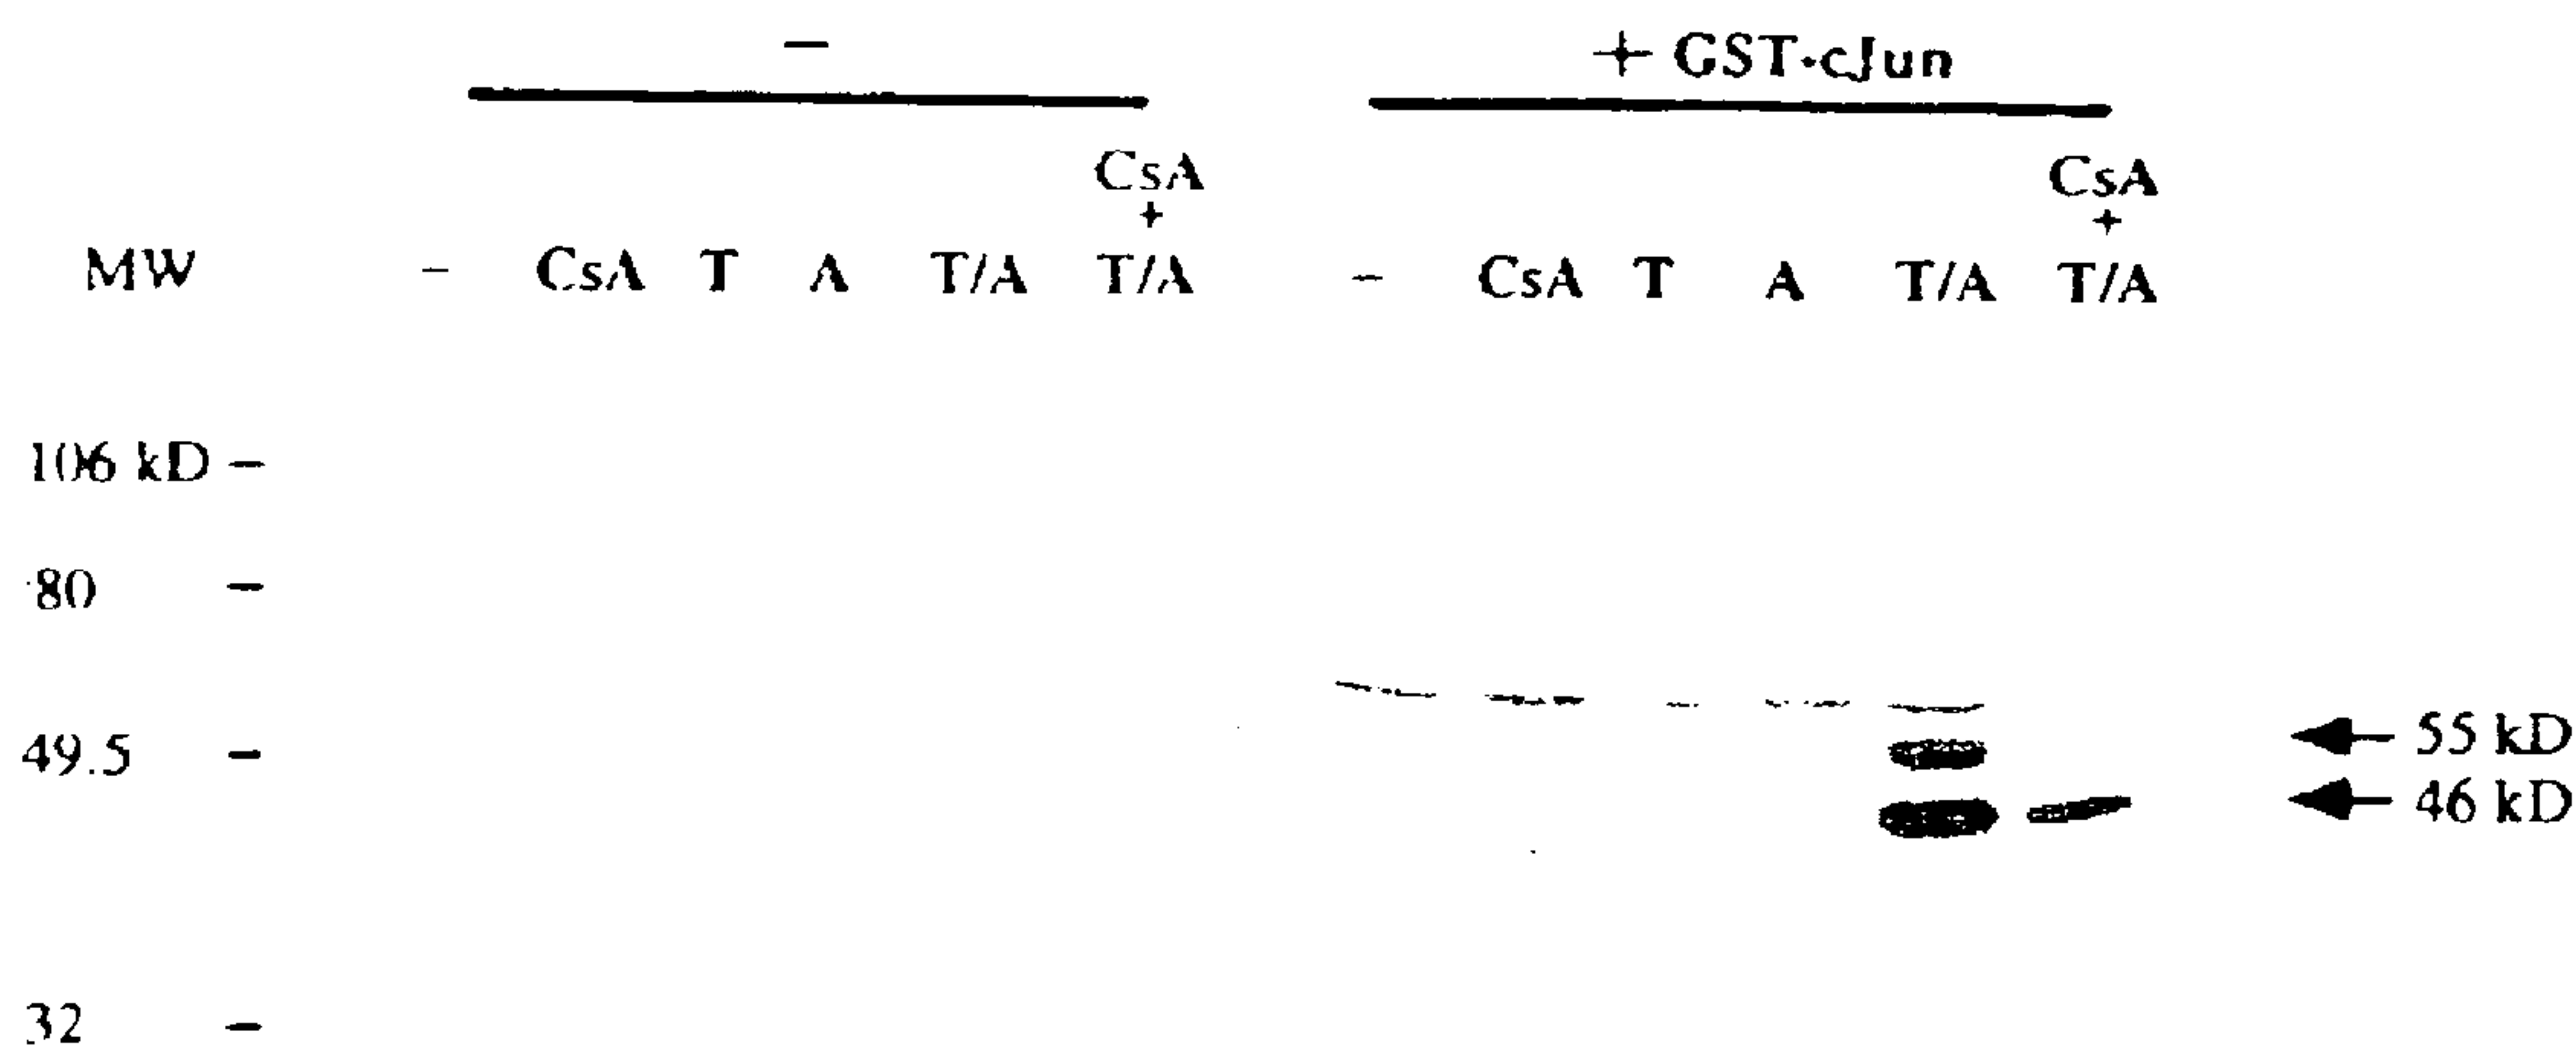 − + GST-cJun
CsA CsA
+ +
MW - CsA T A T/A T/A - CsA T A T/A T/A
106 kD -
80 -
49.5 -
55 kD
46 kD
32 -